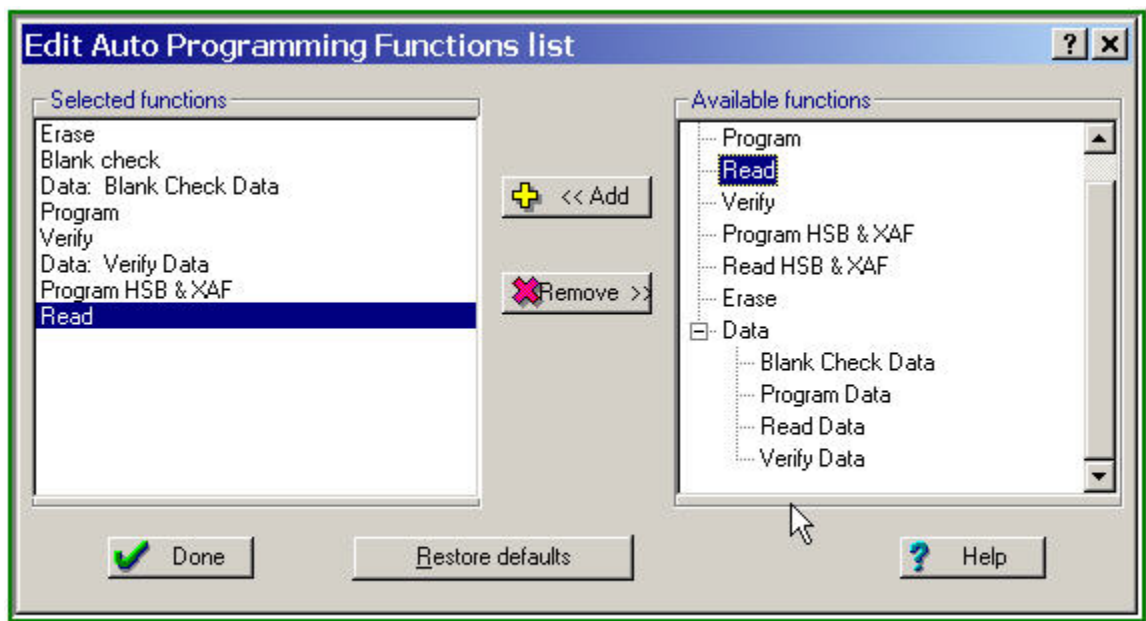 Edit Auto Programming Functions list
Selected functions
Erase
Blank check
Data: Blank Check Data
Program
Verify
Data: Verify Data
Program HSB & XAF
Read
<< Add
Remove >>
Available functions
Program
Read
Verify
Program HSB & XAF
Read HSB & XAF
Erase
Data
Blank Check Data
Program Data
Read Data
Verify Data
Done
Restore defaults
Help